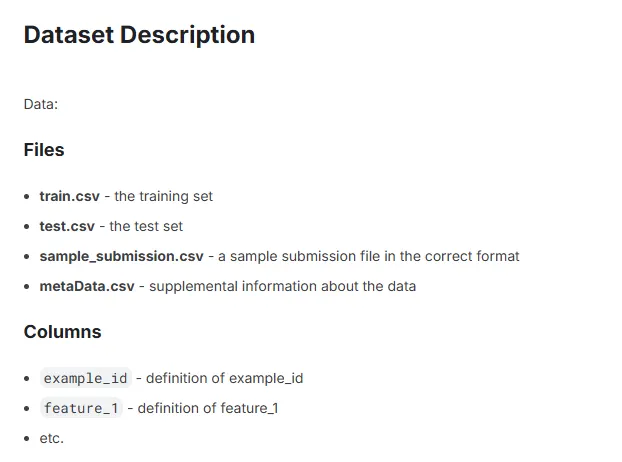 Dataset Description
Data:
Files
• train.csv - the training set
• test.csv - the test set
• sample_submission.csv - a sample submission file in the correct format
• metaData.csv - supplemental information about the data
Columns
• example_id - definition of example_id
• feature_1 - definition of feature_1
• etc.